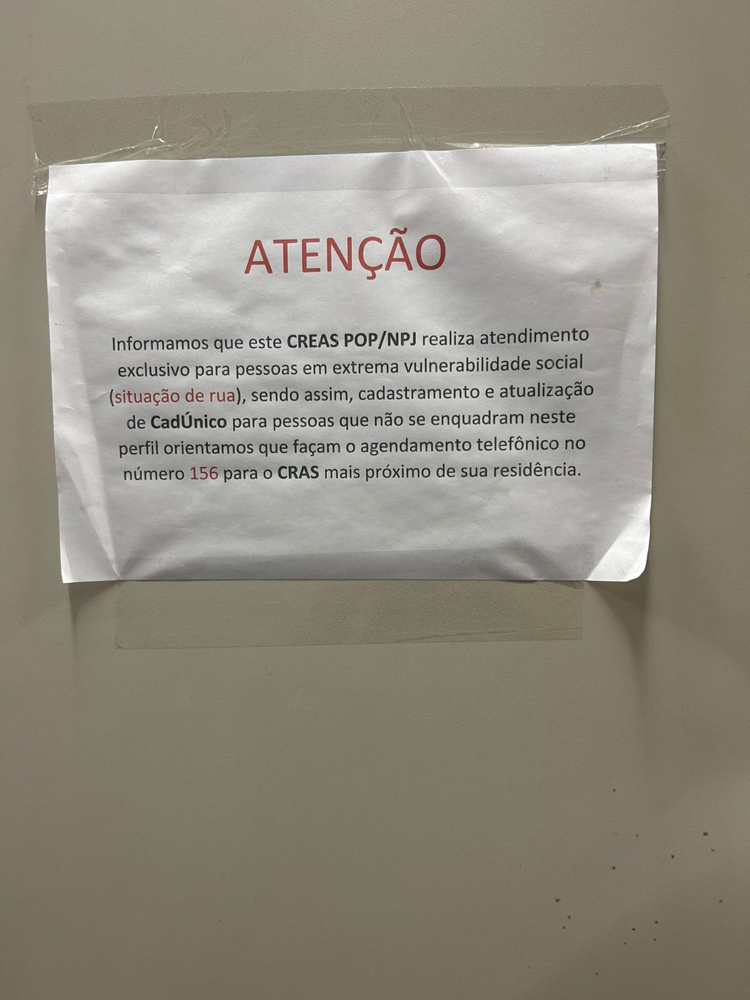 ATENÇÃO
Informamos que este CREAS POP/NPJ realiza atendimento
exclusivo para pessoas em extrema vulnerabilidade social
(situação de rua), sendo assim, cadastramento e atualização
de CadÚnico para pessoas que não se enquadram neste
perfil orientamos que façam o agendamento telefônico no
número 156 para o CRAS mais próximo de sua residência.